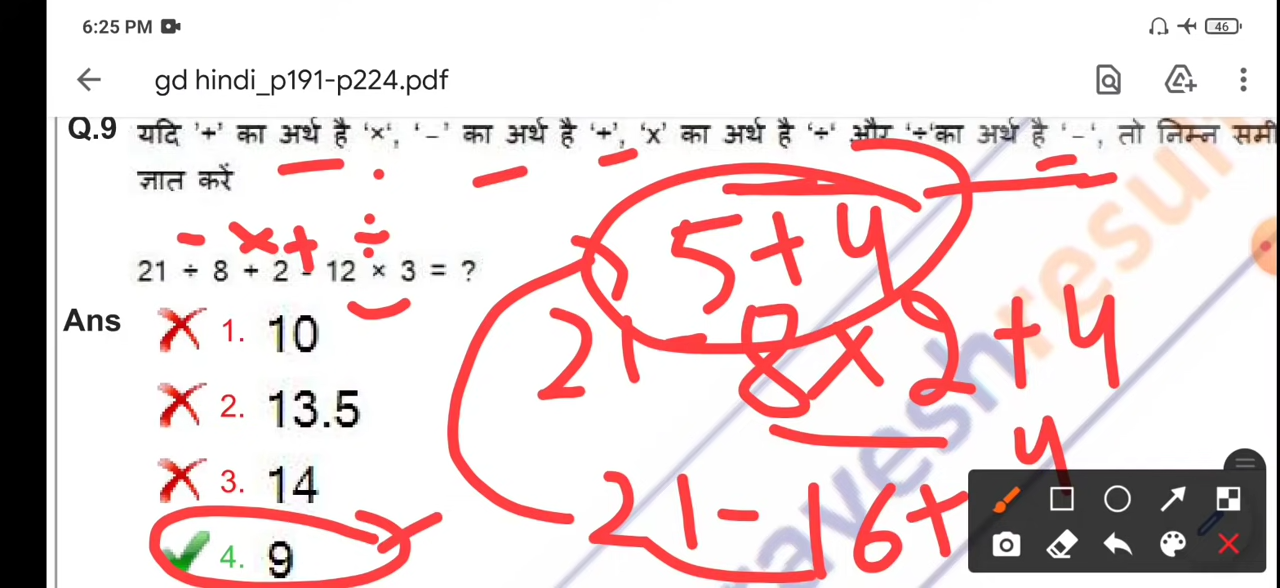 6:25 PM 46
gd hindi_p191-p224.pdf
Q.9 यदि '+' का अर्थ है '×', '−' का अर्थ है '+', 'x' का अर्थ है '÷' और '÷'का अर्थ है '−', तो निम्न समी
ज्ञात करें
− × + ÷
5+4
21 ÷ 8 + 2 - 12 × 3 = ?
21 − 8×2+4
Ans 1. 10
2. 13.5
21−16+4
3. 14
4. 9
aveshresul